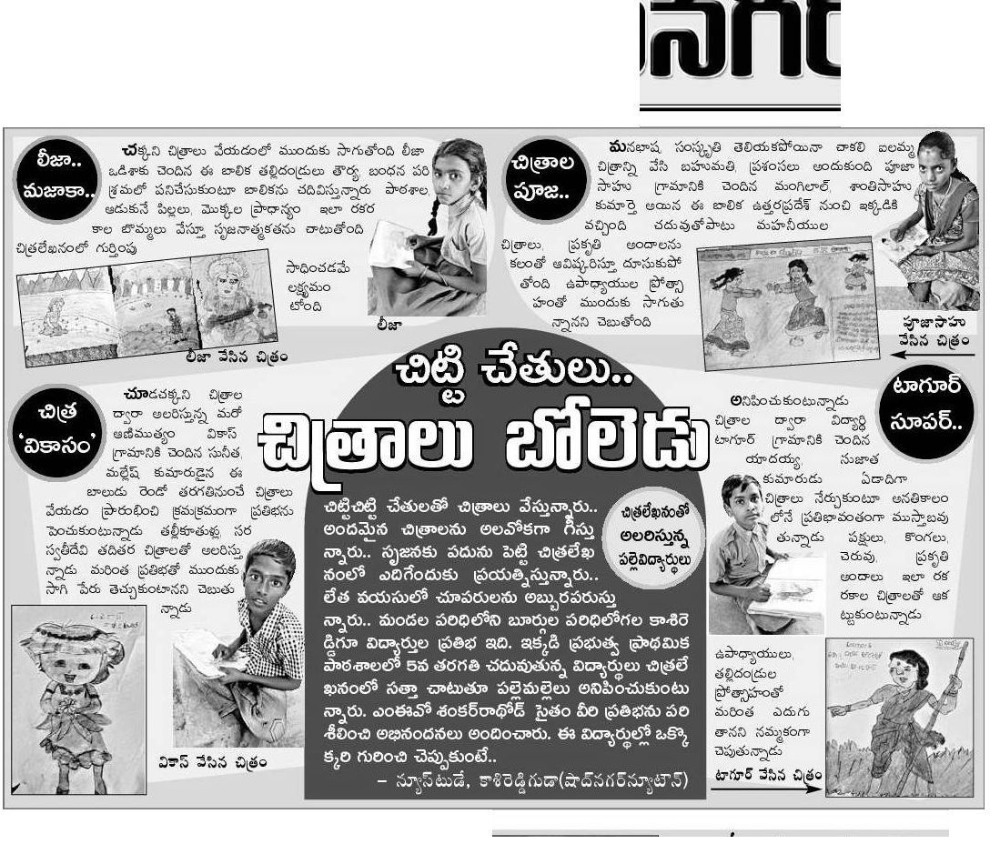 నగర
లీజా..
మజాకా..
చక్కని చిత్రాలు వేయడంలో ముందుకు సాగుతోంది లీజా
ఒడిశాకు చెందిన ఈ బాలిక తల్లిదండ్రులు తౌర్య, బంధన పరి
శ్రమలో పనిచేసుకుంటూ బాలికను చదివిస్తున్నారు. పాఠశాల,
ఆడుకునే పిల్లలు, మొక్కల ప్రాధాన్యం ఇలా రకర
కాల బొమ్మలు వేస్తూ సృజనాత్మకతను చాటుతోంది
చిత్రలేఖనంలో గుర్తింపు
సాధించడమే
లక్ష్యమం
టోంది
లీజా
లీజా వేసిన చిత్రం
చిత్రాల
పూజ..
మనభాష, సంస్కృతి తెలియకపోయినా చాకలి ఐలమ్మ
చిత్రాన్ని వేసి బహుమతి, ప్రశంసలు అందుకుంది పూజా
సాహు గ్రామానికి చెందిన మంగిలాల్, శాంతిసాహు
కుమార్తె అయిన ఈ బాలిక ఉత్తరప్రదేశ్ నుంచి ఇక్కడికి
వచ్చింది చదువుతోపాటు మహనీయుల
చిత్రాలు, ప్రకృతి అందాలను
కలంతో ఆవిష్కరిస్తూ దూసుకుపో
తోంది ఉపాధ్యాయుల ప్రోత్సా
హంతో ముందుకు సాగుతు
న్నానని చెబుతోంది
పూజాసాహు
వేసిన చిత్రం
చిట్టి చేతులు..
చిత్రాలు బోలెడు
చిత్ర
‘వికాసం’
చూడచక్కని చిత్రాల
ద్వారా అలరిస్తున్న మరో
ఆణిముత్యం వికాస్
గ్రామానికి చెందిన సునీత,
మల్లేష్ కుమారుడైన ఈ
బాలుడు రెండో తరగతినుంచే చిత్రాలు
వేయడం ప్రారంభించి క్రమక్రమంగా ప్రతిభను
పెంచుకుంటున్నాడు తల్లీకూతుళ్లు, సర
స్వతీదేవి తదితర చిత్రాలతో అలరిస్తు
న్నాడు మరింత ప్రతిభతో ముందుకు
సాగి పేరు తెచ్చుకుంటానని చెబుతు
న్నాడు
వికాస్ వేసిన చిత్రం
చిత్రలేఖనంతో
అలరిస్తున్న
పల్లెవిద్యార్థులు
చిట్టిచిట్టి చేతులతో చిత్రాలు వేస్తున్నారు..
అందమైన చిత్రాలను అలవోకగా గీస్తు
న్నారు.. సృజనకు పదును పెట్టి చిత్రలేఖ
నంలో ఎదిగేందుకు ప్రయత్నిస్తున్నారు..
లేత వయసులో చూపరులను అబ్బురపరుస్తు
న్నారు.. మండల పరిధిలోని బూర్గుల పరిధిలోగల కాశిరె
డ్డిగూ విద్యార్థుల ప్రతిభ ఇది. ఇక్కడి ప్రభుత్వ ప్రాథమిక
పాఠశాలలో 5వ తరగతి చదువుతున్న విద్యార్థులు చిత్రలే
ఖనంలో సత్తా చాటుతూ పల్లెమల్లెలు అనిపించుకుంటు
న్నారు. ఎంఈవో శంకర్‌రాథోడ్ సైతం వీరి ప్రతిభను పరి
శీలించి అభినందనలు అందించారు. ఈ విద్యార్థుల్లో ఒక్కొ
క్కరి గురించి చెప్పుకుంటే..
– న్యూస్‌టుడే, కాశిరెడ్డిగుడా(షాద్‌నగర్‌న్యూటౌన్)
టాగూర్
సూపర్..
అనిపించుకుంటున్నాడు
చిత్రాల ద్వారా విద్యార్థి
టాగూర్ గ్రామానికి చెందిన
యాదయ్య, సుజాత
కుమారుడు ఏడాదిగా
చిత్రాలు నేర్చుకుంటూ అనతికాలం
లోనే ప్రతిభావంతంగా ముస్తాబవు
తున్నాడు పక్షులు, కొంగలు,
చెరువు, ప్రకృతి
అందాలు ఇలా రక
రకాల చిత్రాలతో ఆక
ట్టుకుంటున్నాడు
ఉపాధ్యాయులు,
తల్లిదండ్రుల
ప్రోత్సాహంతో
మరింత ఎదుగు
తానని నమ్మకంగా
చెపుతున్నాడు
టాగూర్ వేసిన చిత్రం